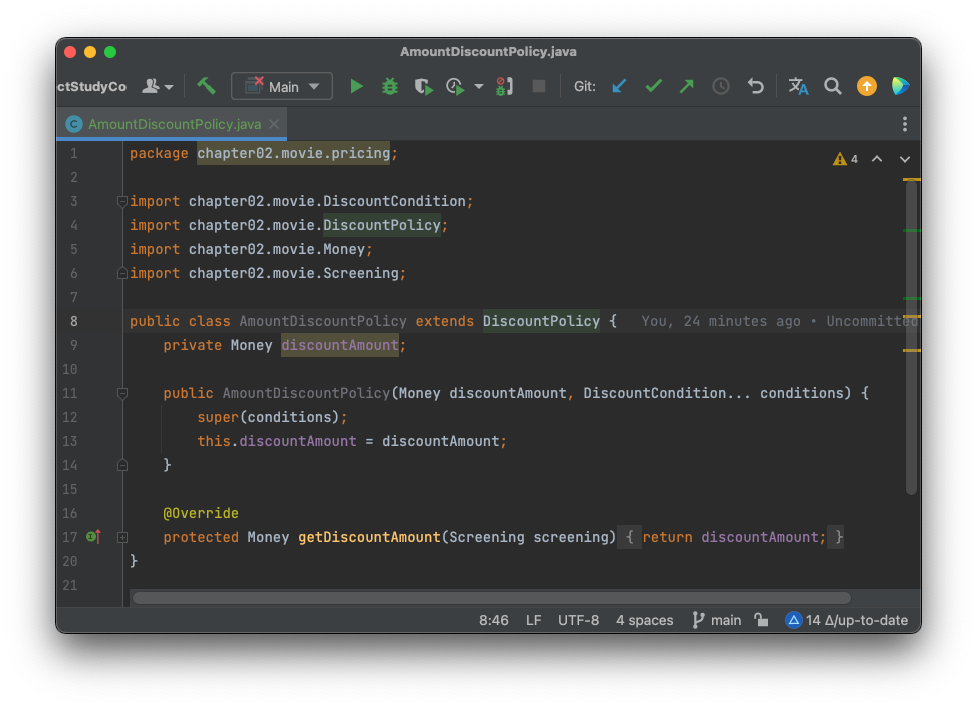 AmountDiscountPolicy.java
ctStudyCo
Main
Git:
AmountDiscountPolicy.java
4
1 package chapter02.movie.pricing;
2
3 import chapter02.movie.DiscountCondition;
4 import chapter02.movie.DiscountPolicy;
5 import chapter02.movie.Money;
6 import chapter02.movie.Screening;
7
8 public class AmountDiscountPolicy extends DiscountPolicy { You, 24 minutes ago • Uncommitted
9 private Money discountAmount;
10
11 public AmountDiscountPolicy(Money discountAmount, DiscountCondition... conditions) {
12 super(conditions);
13 this.discountAmount = discountAmount;
14 }
15
16 @Override
17 protected Money getDiscountAmount(Screening screening) { return discountAmount; }
20 }
21
8:46 LF UTF-8 4 spaces main 14 Δ/up-to-date